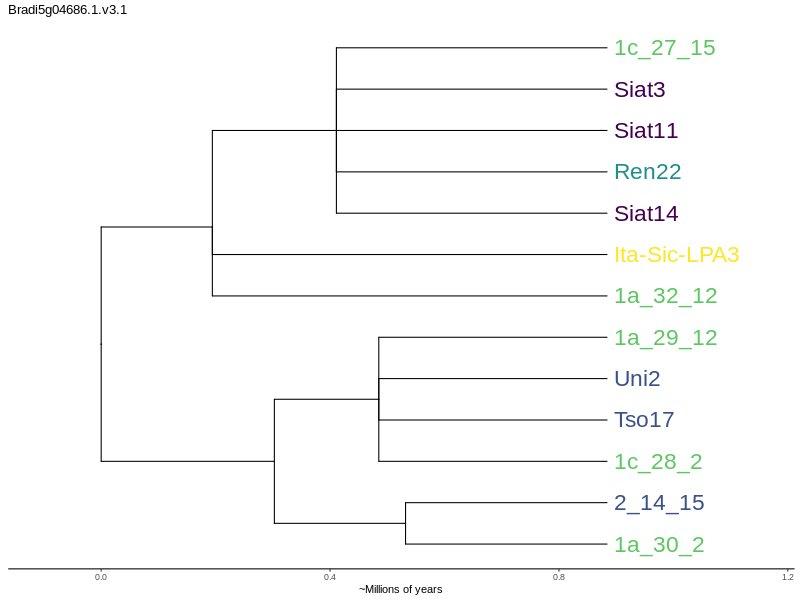 Bradi5g04686.1.v3.1
1c_27_15
Siat3
Siat11
Ren22
Siat14
Ita-Sic-LPA3
1a_32_12
1a_29_12
Uni2
Tso17
1c_28_2
2_14_15
1a_30_2
0.0 0.4 0.8 1.2
~Millions of years